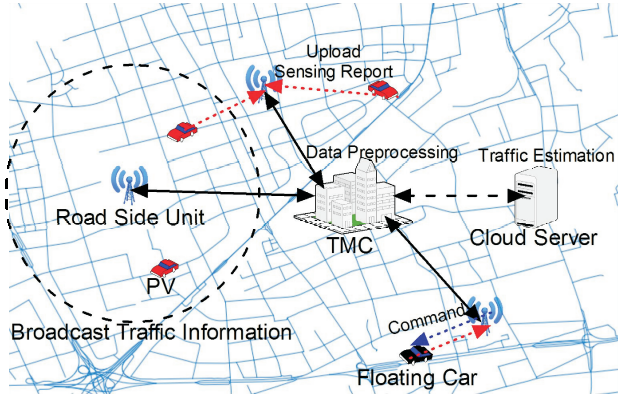 Upload
Sensing Report
Data Preprocessing
Traffic Estimation
Road Side Unit
TMC
Cloud Server
PV
Broadcast Traffic Information
Command
Floating Car